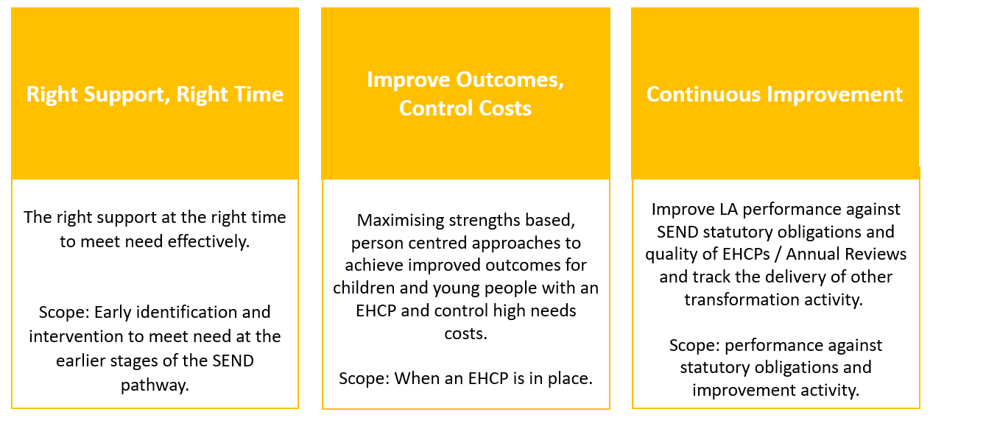 Right Support, Right Time
The right support at the right time
to meet need effectively.
Scope: Early identification and
intervention to meet need at the
earlier stages of the SEND
pathway.
Improve Outcomes,
Control Costs
Maximising strengths based,
person centred approaches to
achieve improved outcomes for
children and young people with an
EHCP and control high needs
costs.
Scope: When an EHCP is in place.
Continuous Improvement
Improve LA performance against
SEND statutory obligations and
quality of EHCPs / Annual Reviews
and track the delivery of other
transformation activity.
Scope: performance against
statutory obligations and
improvement activity.